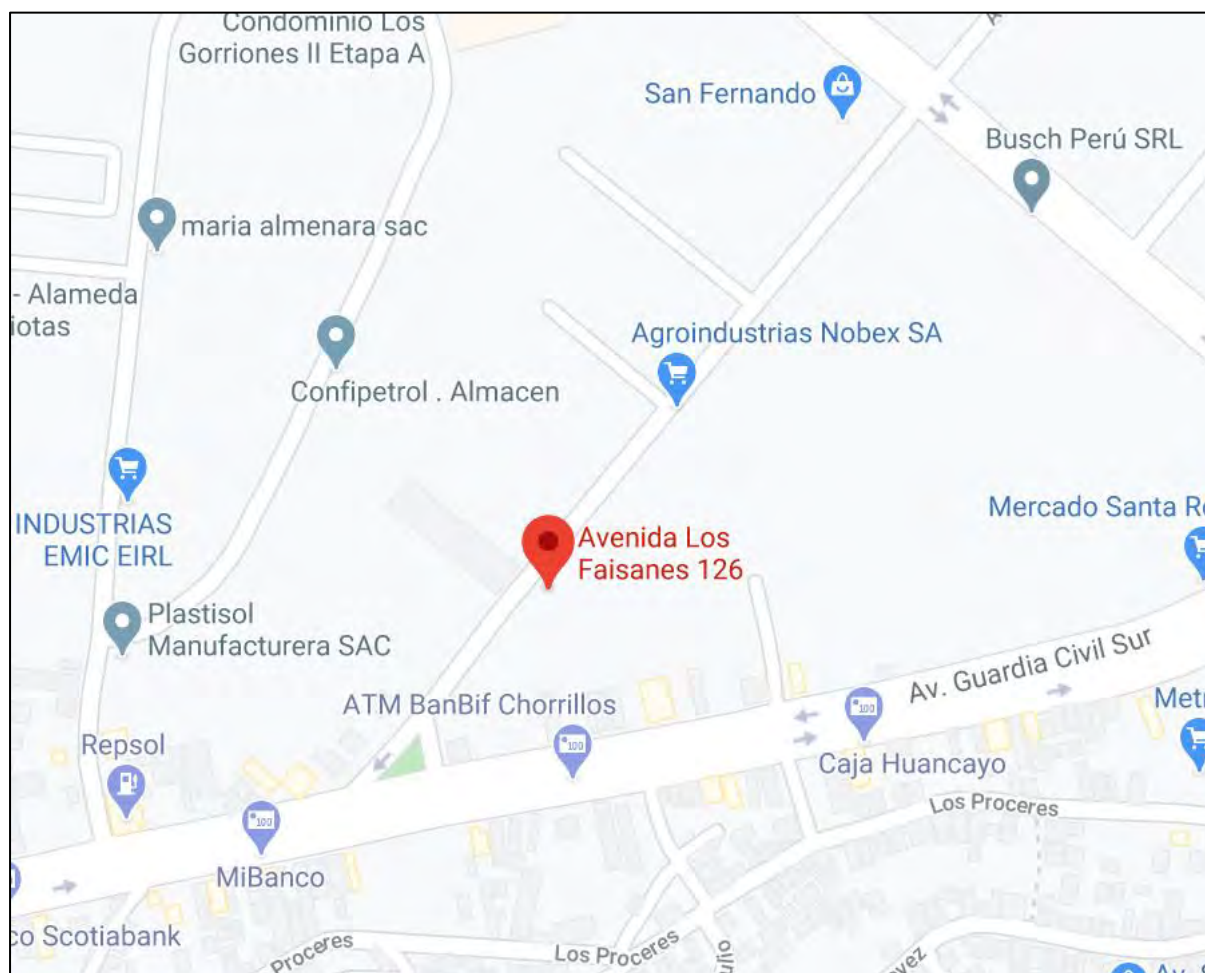 Condominio Los
Gorriones II Etapa A
San Fernando
Busch Perú SRL
maria almenara sac
- Alameda
iotas
Agroindustrias Nobex SA
Confipetrol . Almacen
INDUSTRIAS
EMIC EIRL
Mercado Santa R
Avenida Los
Faisanes 126
Plastisol
Manufacturera SAC
Av. Guardia Civil Sur
ATM BanBif Chorrillos
Metr
Repsol
Caja Huancayo
Los Proceres
MiBanco
co Scotiabank
Proceres
Los Proceres